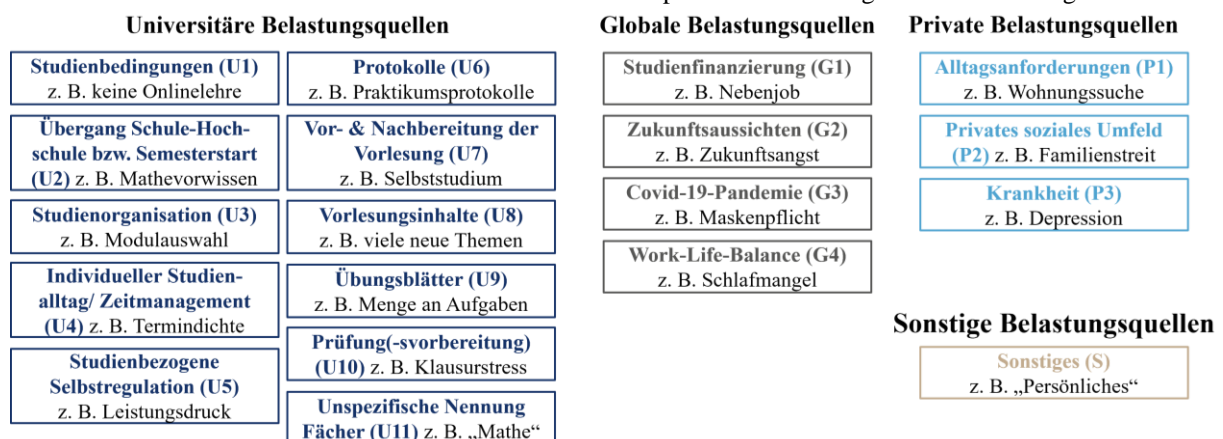 Universitäre Belastungsquellen
Studienbedingungen (U1)
z. B. keine Onlinelehre
Übergang Schule-Hoch-
schule bzw. Semesterstart
(U2) z. B. Mathevorwissen
Studienorganisation (U3)
z. B. Modulauswahl
Individueller Studien-
alltag/ Zeitmanagement
(U4) z. B. Termindichte
Studienbezogene
Selbstregulation (U5)
z. B. Leistungsdruck
Protokolle (U6)
z. B. Praktikumsprotokolle
Vor- & Nachbereitung der
Vorlesung (U7)
z. B. Selbststudium
Vorlesungsinhalte (U8)
z. B. viele neue Themen
Übungsblätter (U9)
z. B. Menge an Aufgaben
Prüfung(-svorbereitung)
(U10) z. B. Klausurstress
Unspezifische Nennung
Fächer (U11) z. B. „Mathe“
Globale Belastungsquellen
Studienfinanzierung (G1)
z. B. Nebenjob
Zukunftsaussichten (G2)
z. B. Zukunftsangst
Covid-19-Pandemie (G3)
z. B. Maskenpflicht
Work-Life-Balance (G4)
z. B. Schlafmangel
Private Belastungsquellen
Alltagsanforderungen (P1)
z. B. Wohnungssuche
Privates soziales Umfeld
(P2) z. B. Familienstreit
Krankheit (P3)
z. B. Depression
Sonstige Belastungsquellen
Sonstiges (S)
z. B. „Persönliches“